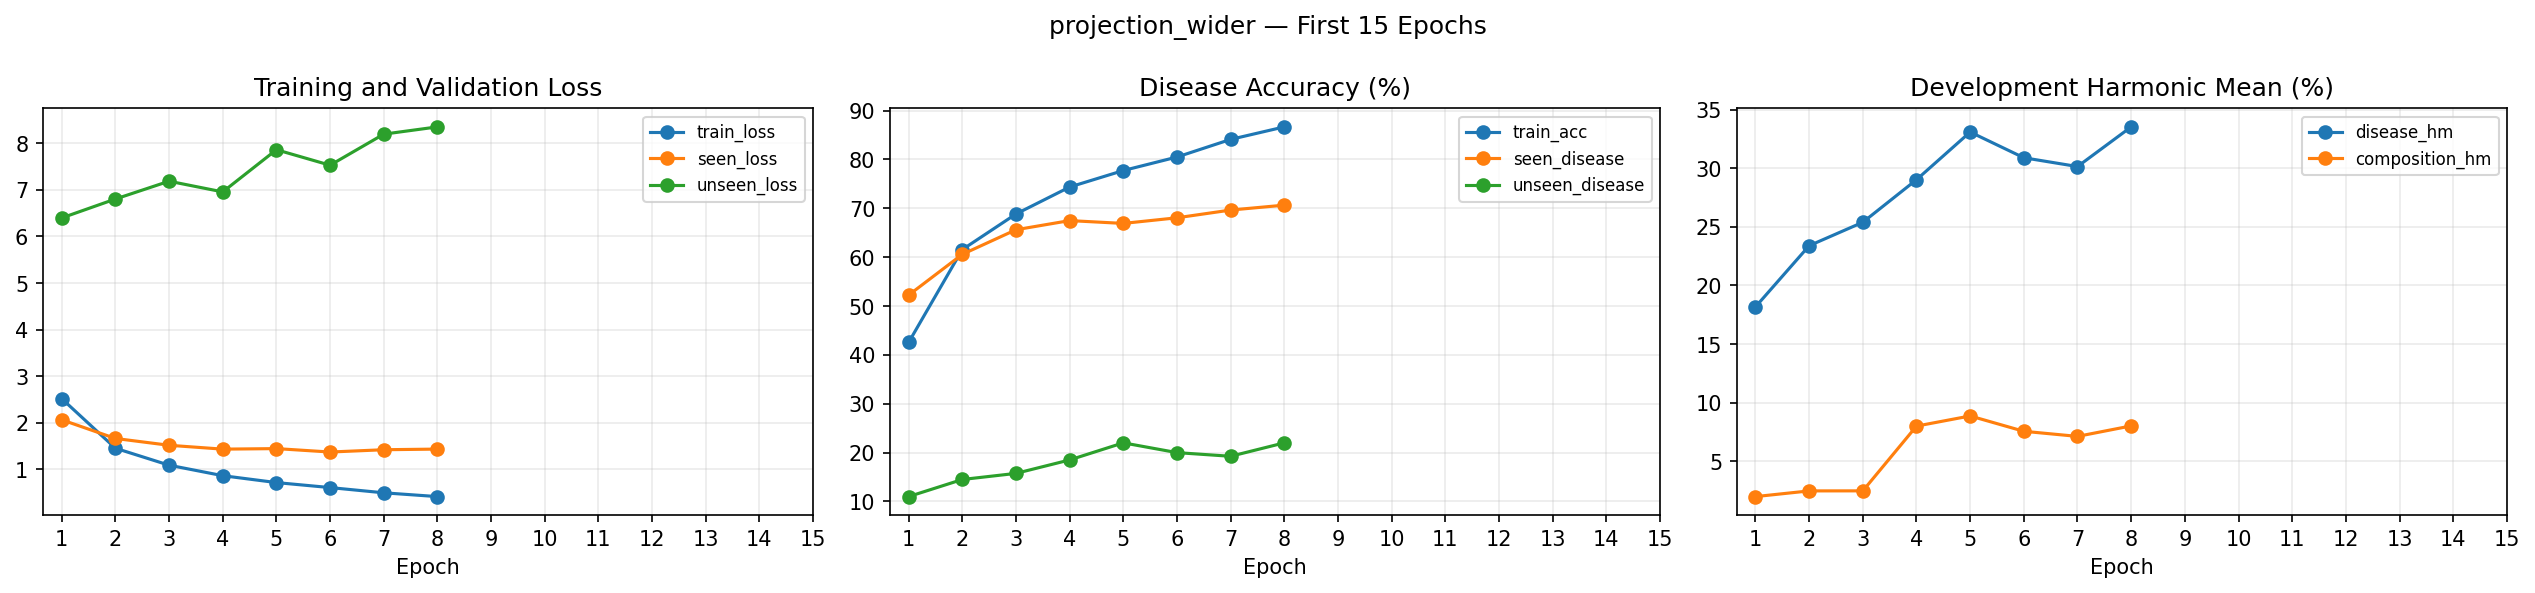 projection_wider — First 15 Epochs
Training and Validation Loss
8
7
6
5
4
3
2
1
train_loss
seen_loss
unseen_loss
1 2 3 4 5 6 7 8 9 10 11 12 13 14 15
Epoch
Disease Accuracy (%)
90
80
70
60
50
40
30
20
10
train_acc
seen_disease
unseen_disease
1 2 3 4 5 6 7 8 9 10 11 12 13 14 15
Epoch
Development Harmonic Mean (%)
35
30
25
20
15
10
5
disease_hm
composition_hm
1 2 3 4 5 6 7 8 9 10 11 12 13 14 15
Epoch